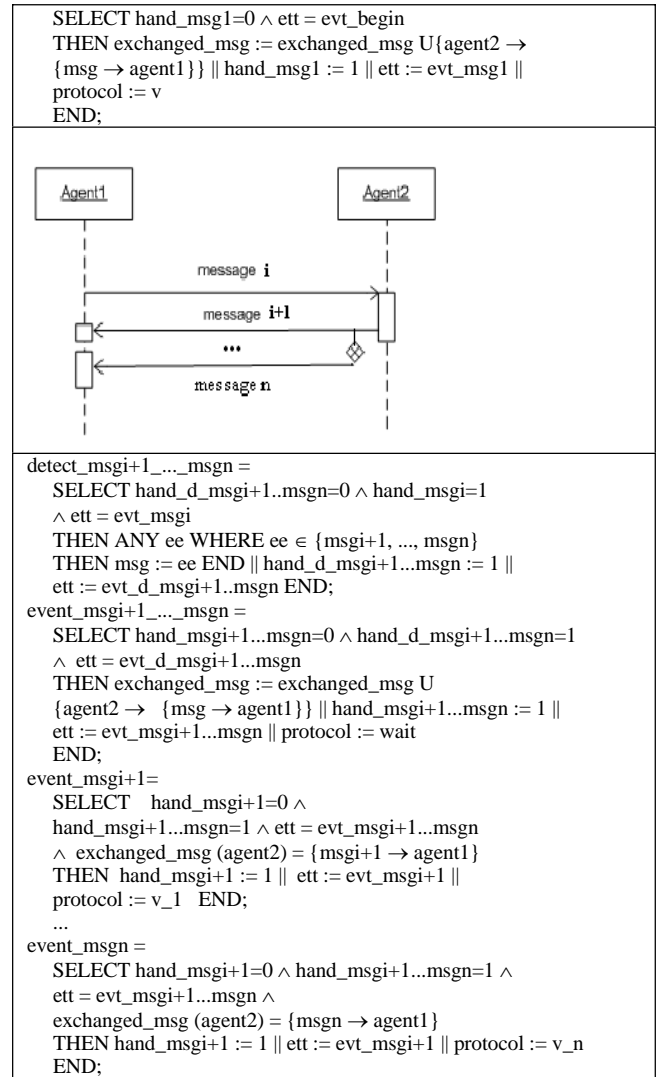 SELECT hand_msg1=0 ∧ ett = evt_begin
THEN exchanged_msg := exchanged_msg U{agent2 →
{msg → agent1}} || hand_msg1 := 1 || ett := evt_msg1 ||
protocol := v
END;
Agent1 Agent2
message i
message i+1
...
message n
detect_msgi+1_..._msgn =
SELECT hand_d_msgi+1..msgn=0 ∧ hand_msgi=1
∧ ett = evt_msgi
THEN ANY ee WHERE ee ∈ {msgi+1, ..., msgn}
THEN msg := ee END || hand_d_msgi+1...msgn := 1 ||
ett := evt_d_msgi+1..msgn END;
event_msgi+1_..._msgn =
SELECT hand_msgi+1...msgn=0 ∧ hand_d_msgi+1...msgn=1
∧ ett = evt_d_msgi+1...msgn
THEN exchanged_msg := exchanged_msg U
{agent2 → {msg → agent1}} || hand_msgi+1...msgn := 1 ||
ett := evt_msgi+1...msgn || protocol := wait
END;
event_msgi+1=
SELECT hand_msgi+1=0 ∧
hand_msgi+1...msgn=1 ∧ ett = evt_msgi+1...msgn
∧ exchanged_msg (agent2) = {msgi+1 → agent1}
THEN hand_msgi+1 := 1 || ett := evt_msgi+1 ||
protocol := v_1 END;
...
event_msgn =
SELECT hand_msgi+1=0 ∧ hand_msgi+1...msgn=1 ∧
ett = evt_msgi+1...msgn ∧
exchanged_msg (agent2) = {msgn → agent1}
THEN hand_msgi+1 := 1 || ett := evt_msgi+1 || protocol := v_n
END;